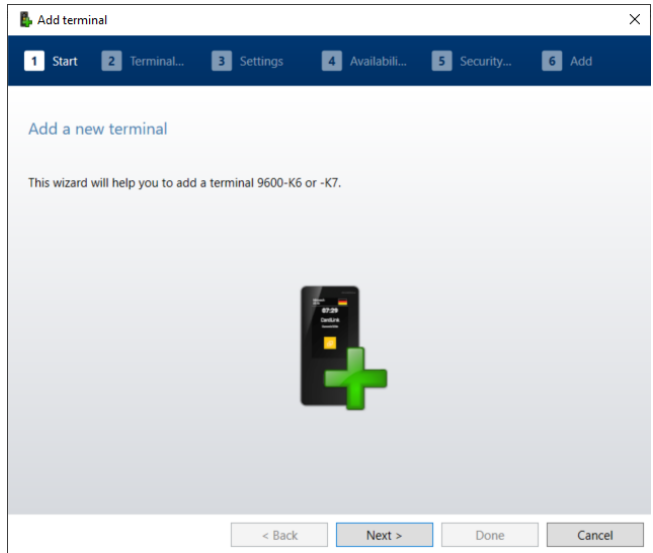 Add terminal
1 Start 2 Terminal... 3 Settings 4 Availabili... 5 Security... 6 Add
Add a new terminal
This wizard will help you to add a terminal 9600-K6 or -K7.
07:29
CardLink
< Back Next > Done Cancel